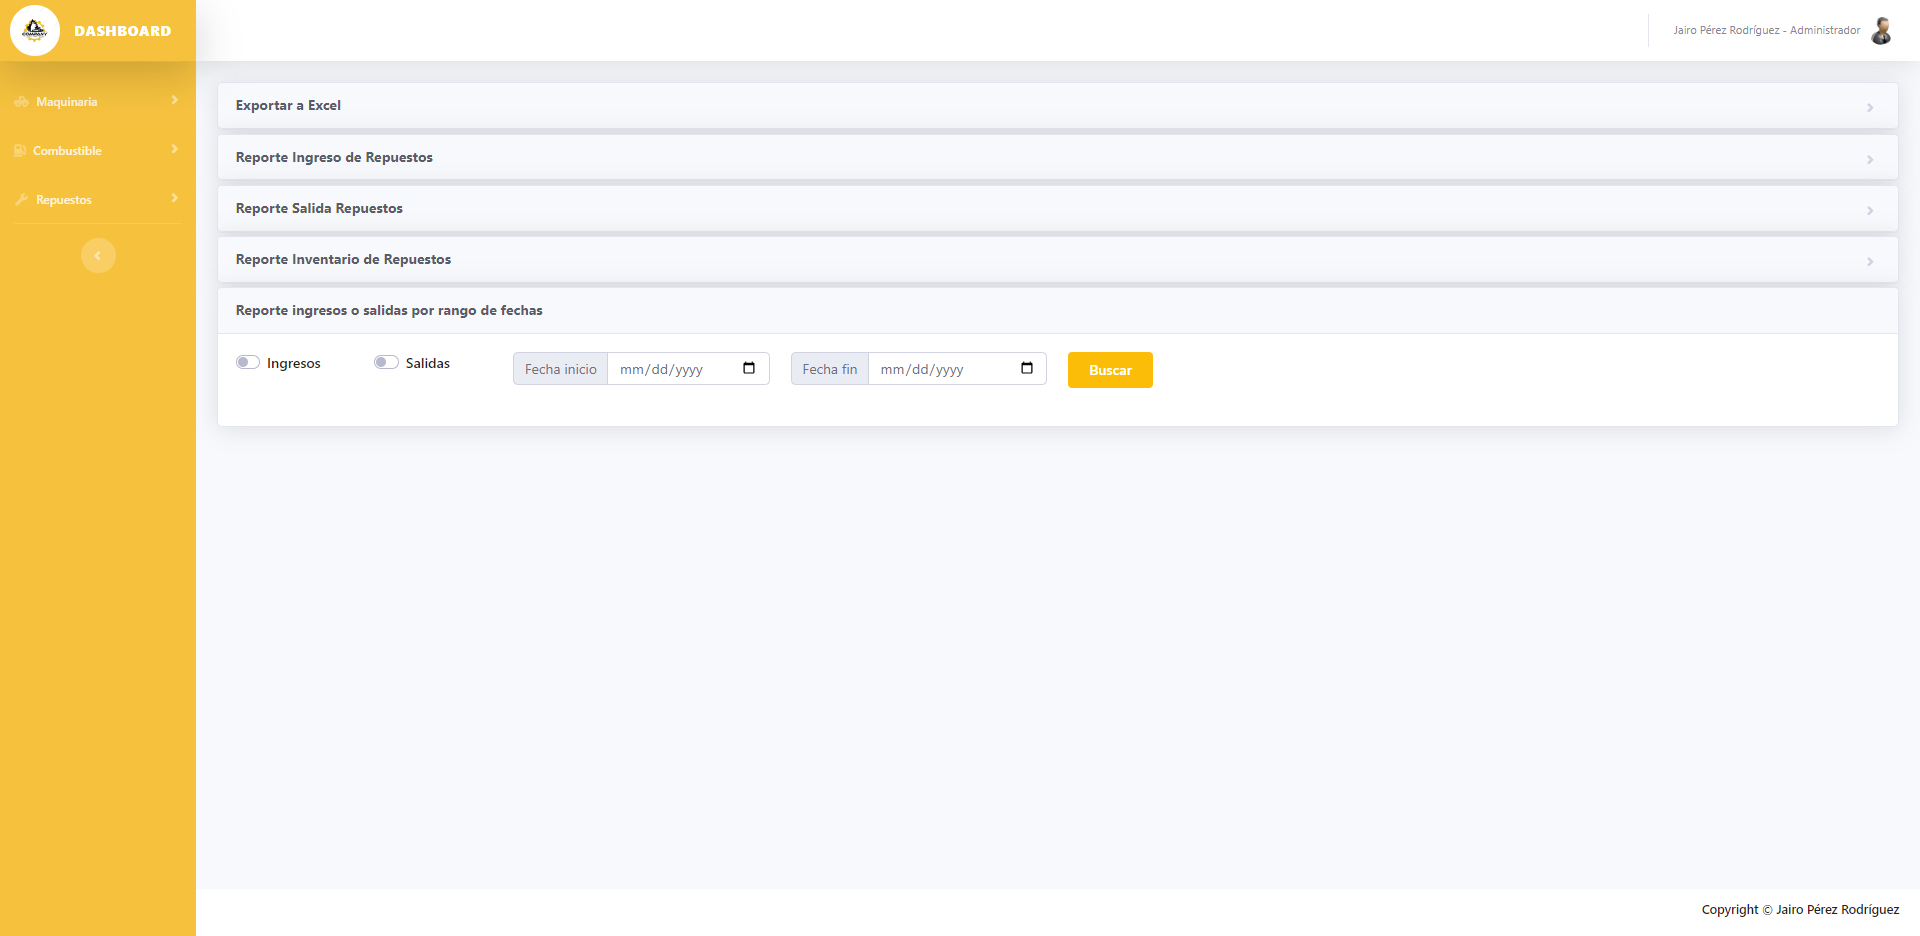 DASHBOARD
Jairo Pérez Rodríguez - Administrador
Maquinaria
Combustible
Repuestos
Exportar a Excel
Reporte Ingreso de Repuestos
Reporte Salida Repuestos
Reporte Inventario de Repuestos
Reporte ingresos o salidas por rango de fechas
Ingresos
Salidas
Fecha inicio mm/dd/yyyy
Fecha fin mm/dd/yyyy
Buscar
Copyright © Jairo Pérez Rodríguez